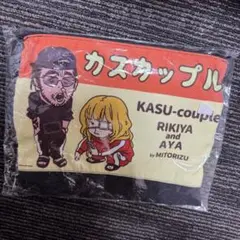 カスカップル
KASU-couple
RIKIYA
and
AYA
by MITORIZU